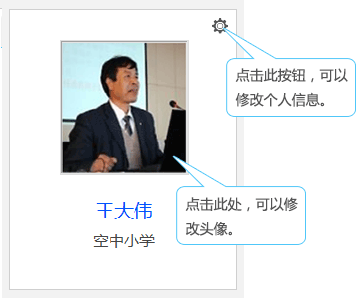 点击此按钮，可以
修改个人信息。
点击此处，可以修
改头像。
王大伟
空中小学